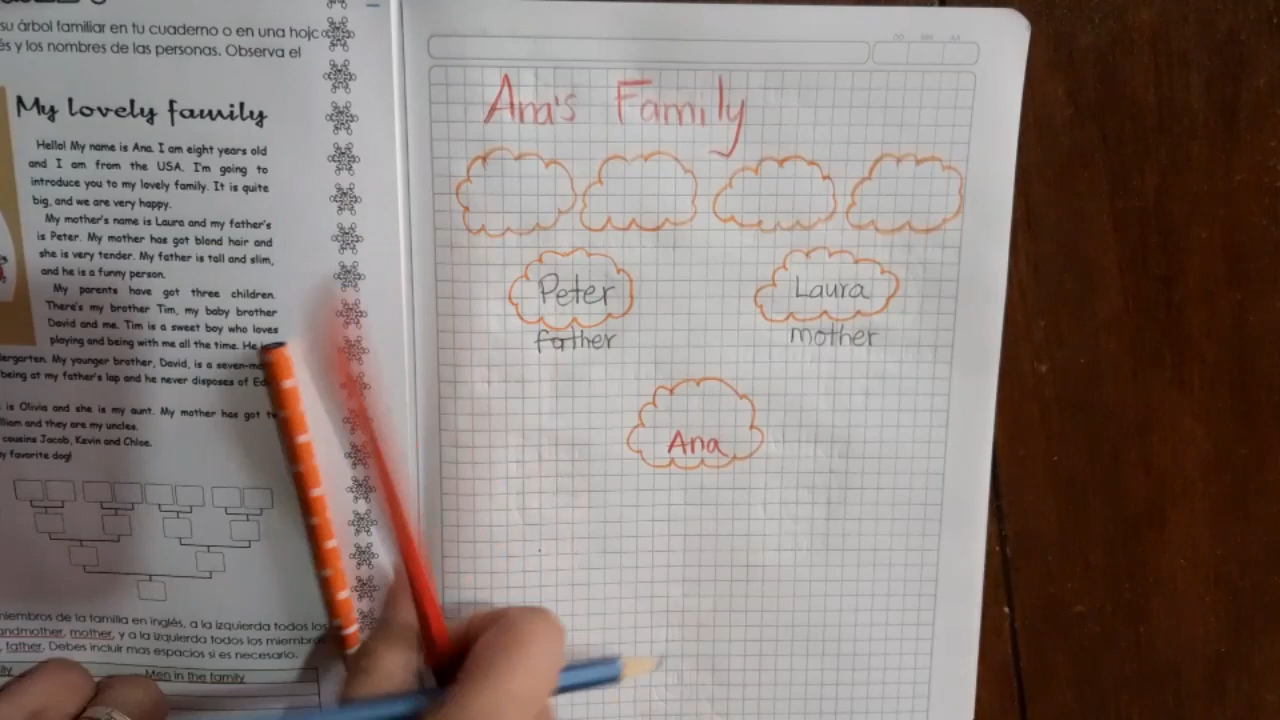 su árbol familiar en tu cuaderno o en una hoja
és y los nombres de las personas. Observa el
My lovely family
Hello! My name is Ana. I am eight years old
and I am from the USA. I'm going to
introduce you to my lovely family. It is quite
big, and we are very happy.
My mother's name is Laura and my father's
is Peter. My mother has got blond hair and
she is very tender. My father is tall and slim,
and he is a funny person.
My parents have got three children.
There's my brother Tim, my baby brother
David and me. Tim is a sweet boy who loves
playing and being with me all the time. He
My younger brother, David, is a
being at my father's lap and he never disposes of
is Olivia and she is my aunt. My mother has got
and they are my uncles.
cousins Jacob, Kevin and Chloe.
favorite dog!
miembros de la familia en inglés, a la izquierda todos los
mother, y a la izquierda todos los miembros
, father. Debes incluir mas espacios si es necesario.
Men in the family
Ana's Family
Peter
Laura
father
mother
Ana